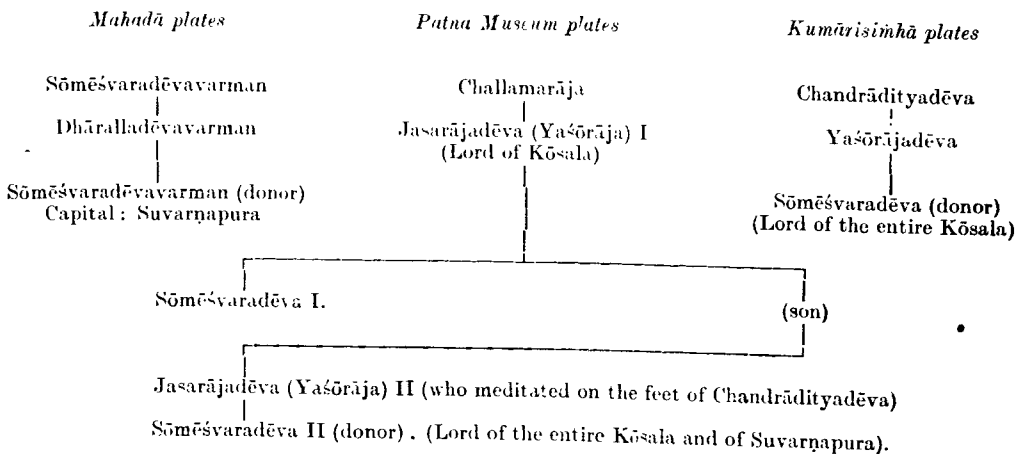 Mahadā plates
Patna Museum plates
Kumārisiṁhā plates
Sōmēśvaradēvavarman
Dhāralladēvavarman
Sōmēśvaradēvavarman (donor)
Capital : Suvarṇapura
Challamarāja
Jasarājadēva (Yaśōrāja) I
(Lord of Kōsala)
Chandrādityadēva
Yaśōrājadēva
Sōmēśvaradēva (donor)
(Lord of the entire Kōsala)
Sōmēśvaradēva I.
(son)
Jasarājadēva (Yaśōrāja) II (who meditated on the feet of Chandrādityadēva)
Sōmēśvaradēva II (donor). (Lord of the entire Kōsala and of Suvarṇapura).